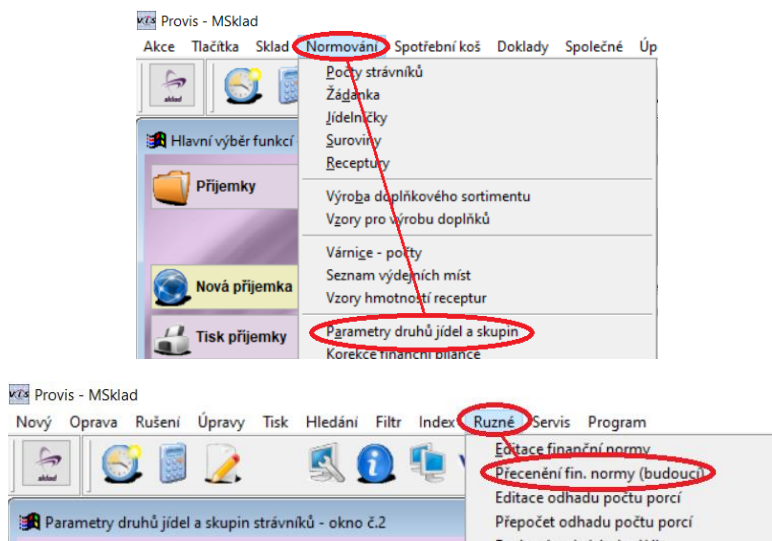 Provis - MSklad
Akce Tlačítka Sklad Normování Spotřební koš Doklady Společné Úp
Počty strávníků
Žádanka
sklad
Jídelníčky
Hlavní výběr funkcí
Suroviny
Receptury
Příjemky
Výroba doplňkového sortimentu
Vzory pro výrobu doplňků
Várnice - počty
Seznam výdejních míst
Nová příjemka
Vzory hmotností receptur
Tisk příjemky
Parametry druhů jídel a skupin
Korekce finanční bilance
Provis - MSklad
Nový Oprava Rušení Úpravy Tisk Hledání Filtr Index Ruzné Servis Program
Editace finanční normy
sklad
Přecenění fin. normy (budoucí)
Editace odhadu počtu porcí
Parametry druhů jídel a skupin strávníků - okno č.2
Přepočet odhadu počtu porcí